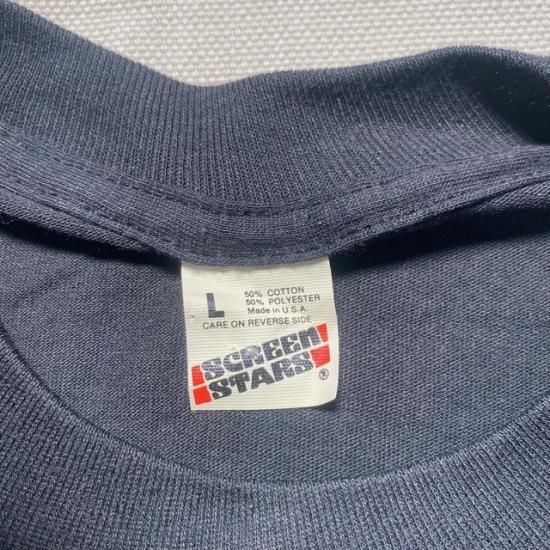 L
50% COTTON
50% POLYESTER
Made in U.S.A.
CARE ON REVERSE SIDE
SCREEN
STARS
®